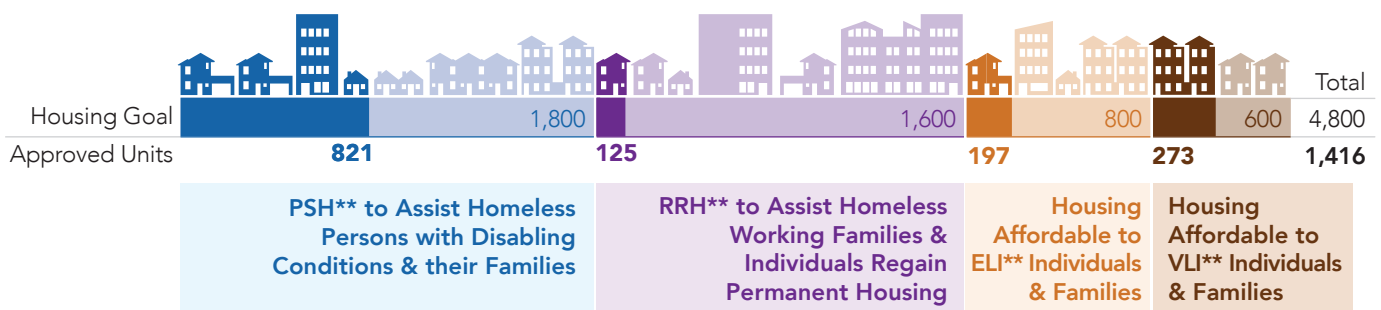 Total
Housing Goal 1,800 1,600 800 600 4,800
Approved Units 821 125 197 273 1,416
PSH** to Assist Homeless
Persons with Disabling
Conditions & their Families
RRH** to Assist Homeless
Working Families &
Individuals Regain
Permanent Housing
Housing
Affordable to
ELI** Individuals
& Families
Housing
Affordable to
VLI** Individuals
& Families